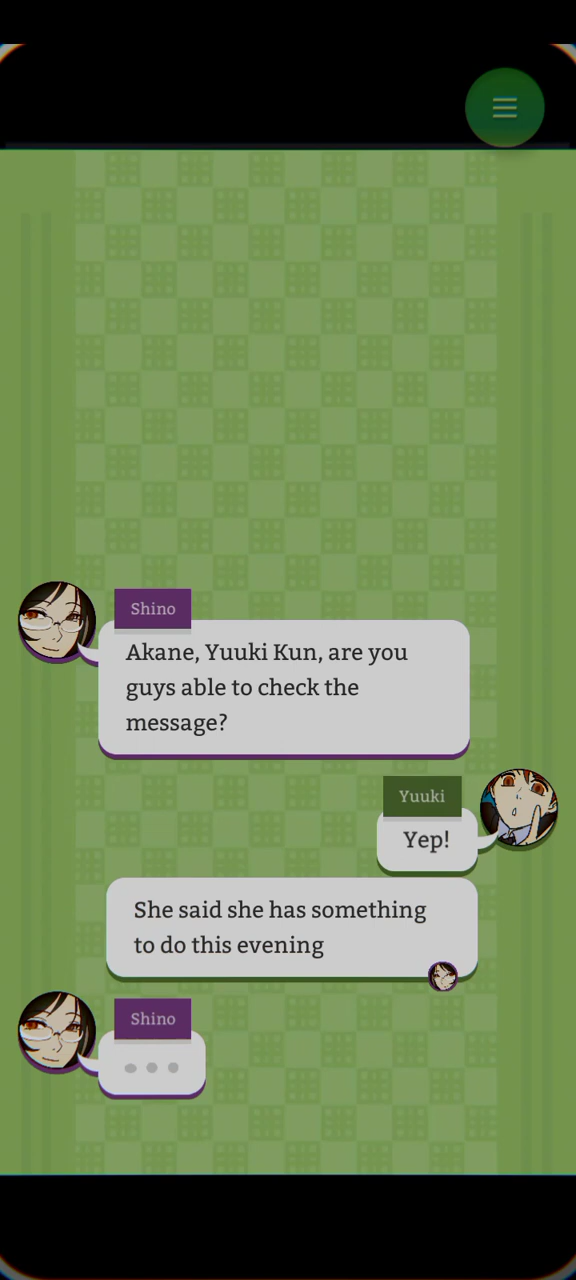 Shino
Akane, Yuuki Kun, are you
guys able to check the
message?
Yuuki
Yep!
She said she has something
to do this evening
Shino